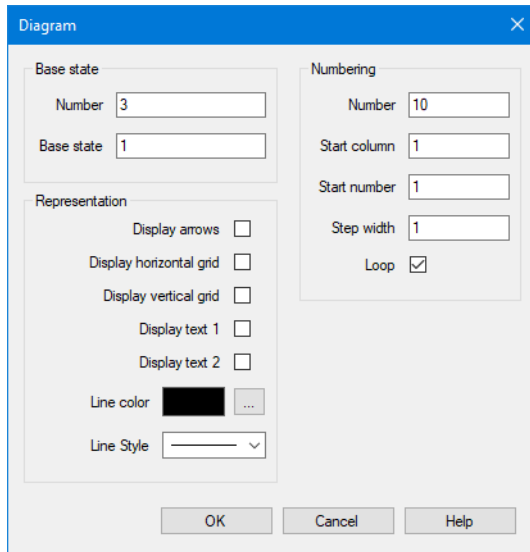 Diagram
Base state
Number 3
Base state 1
Representation
Display arrows
Display horizontal grid
Display vertical grid
Display text 1
Display text 2
Line color ...
Line Style
Numbering
Number 10
Start column 1
Start number 1
Step width 1
Loop
OK Cancel Help